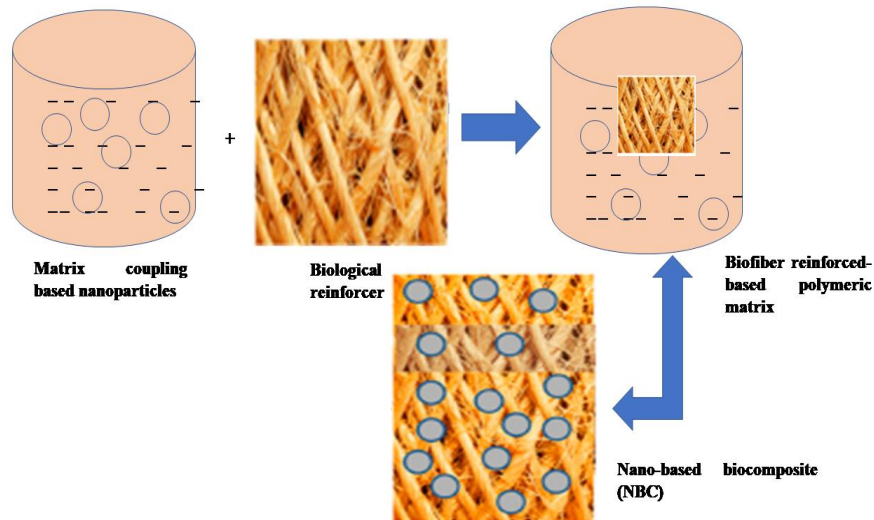 +
Matrix coupling
based nanoparticles
Biological
reinforcer
Biofiber reinforced-
based polymeric
matrix
Nano-based biocomposite
(NBC)